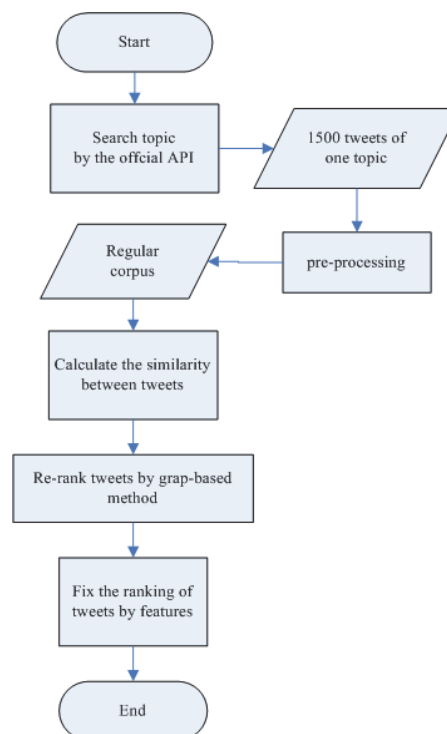 Start
Search topic
by the offcial API
1500 tweets of
one topic
pre-processing
Regular
corpus
Calculate the similarity
between tweets
Re-rank tweets by grap-based
method
Fix the ranking of
tweets by features
End